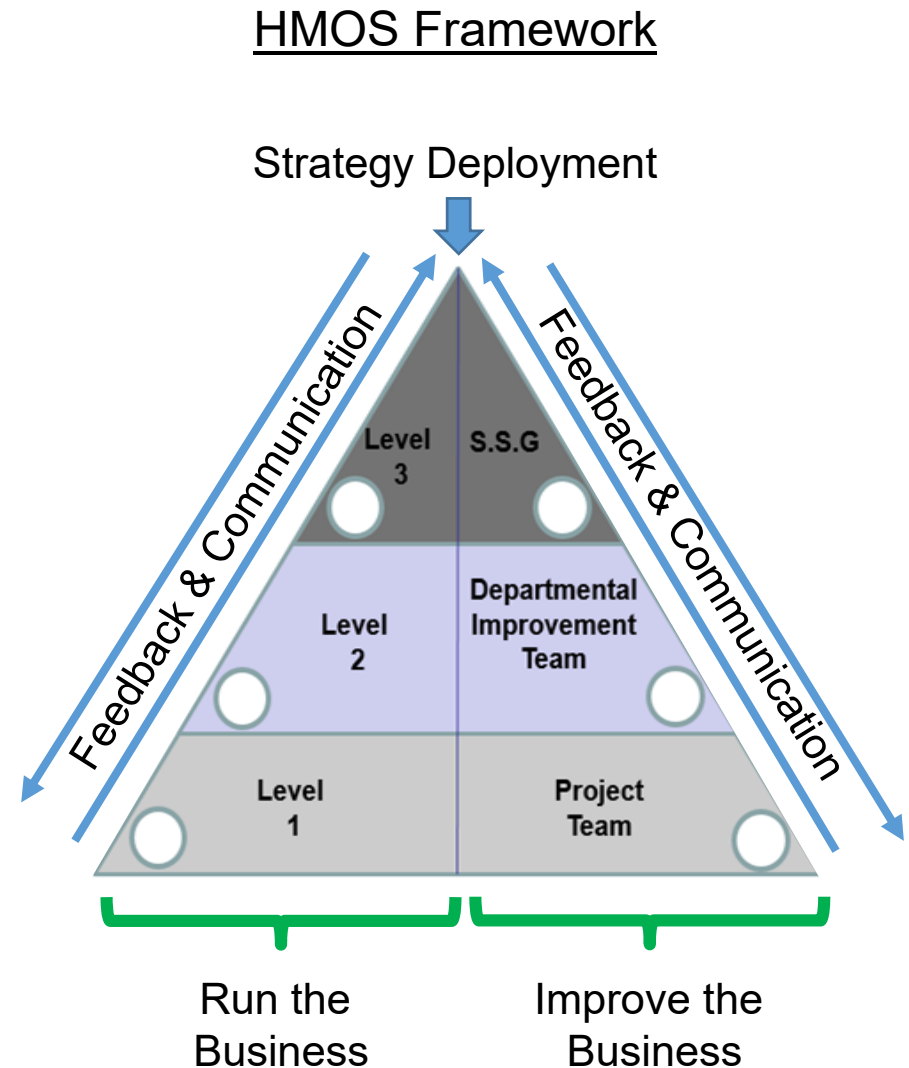 HMOS Framework
Strategy Deployment
Feedback & Communication
Feedback & Communication
Level
3
S.S.G
Level
2
Departmental
Improvement
Team
Level
1
Project
Team
Run the
Business
Improve the
Business